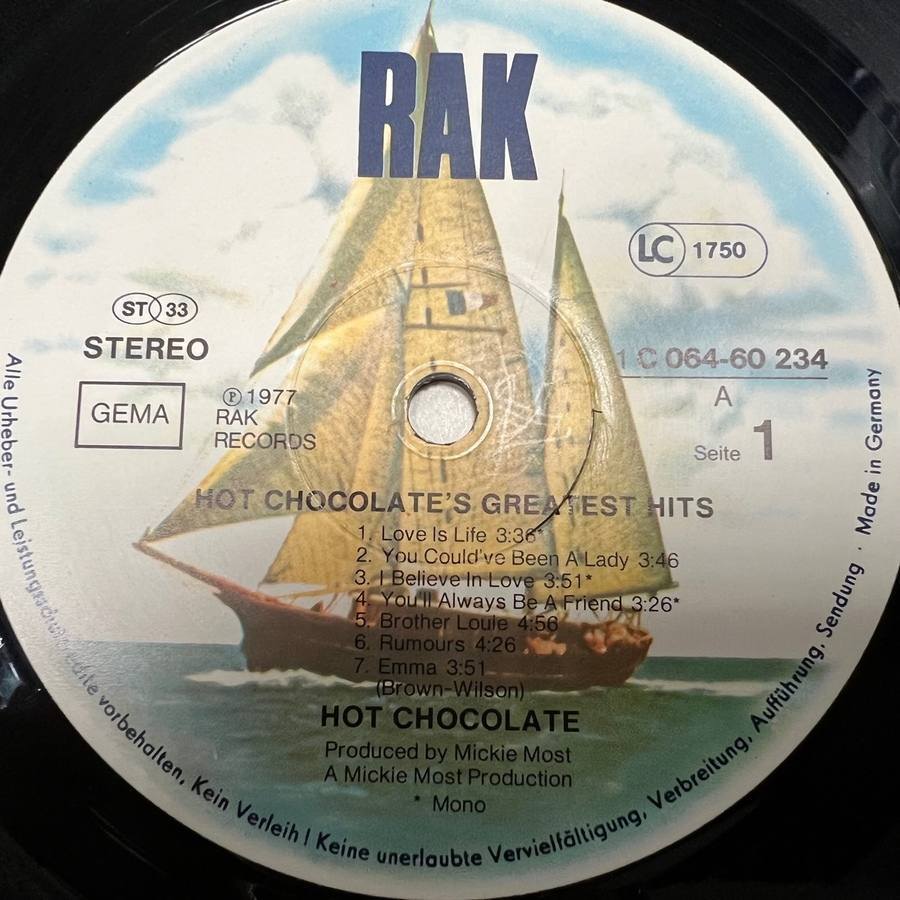 RAK
LC 1750
ST 33
STEREO
1 C 064-60 234
GEMA
℗ 1977
RAK
RECORDS
A
Seite 1
HOT CHOCOLATE'S GREATEST HITS
1. Love Is Life 3:36*
2. You Could've Been A Lady 3:46
3. I Believe In Love 3:51*
4. You'll Always Be A Friend 3:26*
5. Brother Louie 4:56
6. Rumours 4:26
7. Emma 3:51
(Brown-Wilson)
HOT CHOCOLATE
Produced by Mickie Most
A Mickie Most Production
* Mono
Alle Urheber- und Leistungsschutzrechte vorbehalten. Kein Verleih! Keine unerlaubte Vervielfältigung, Verbreitung, Aufführung, Sendung · Made in Germany